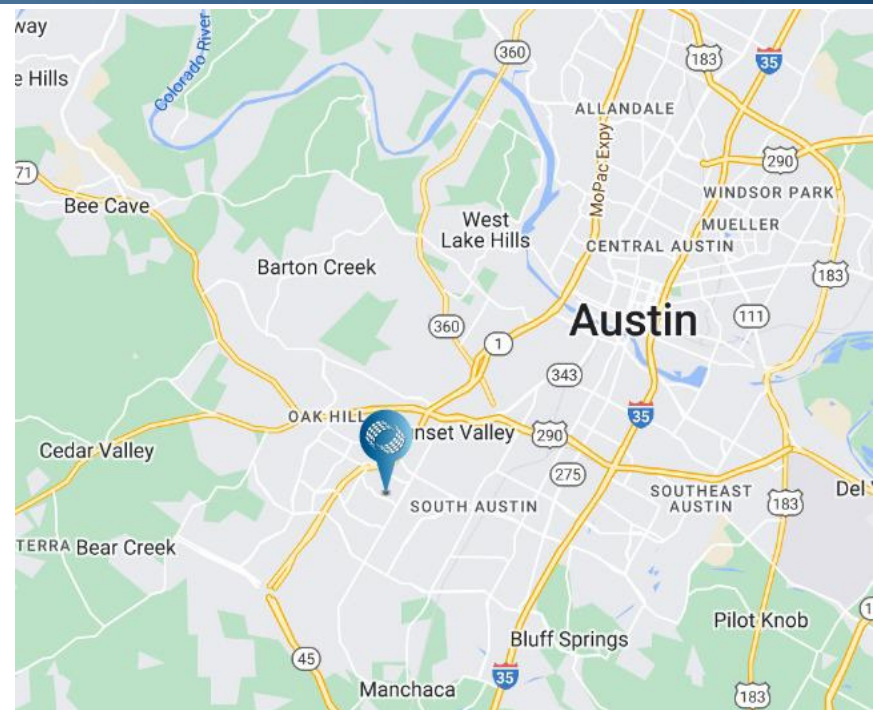 way
e Hills
Colorado River
360
183
35
ALLANDALE
MoPac Expy
290
71
Bee Cave
WINDSOR PARK
West
Lake Hills
MUELLER
CENTRAL AUSTIN
Barton Creek
183
360
Austin
111
1
343
OAK HILL
35
nset Valley
290
Cedar Valley
275
SOUTHEAST
AUSTIN
Del
183
SOUTH AUSTIN
TERRA
Bear Creek
1
Pilot Knob
Bluff Springs
45
35
Manchaca
183